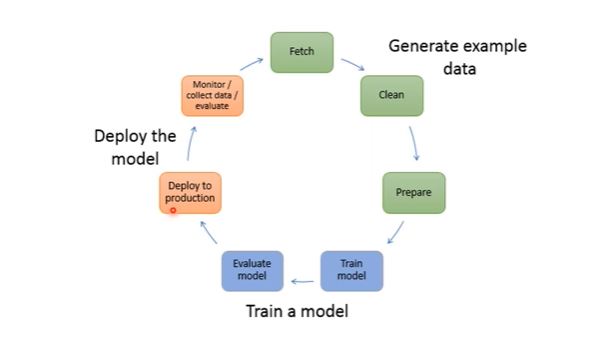 Fetch
Generate example
data
Clean
Prepare
Train
model
Train a model
Evaluate
model
Deploy to
production
Deploy the
model
Monitor /
collect data /
evaluate